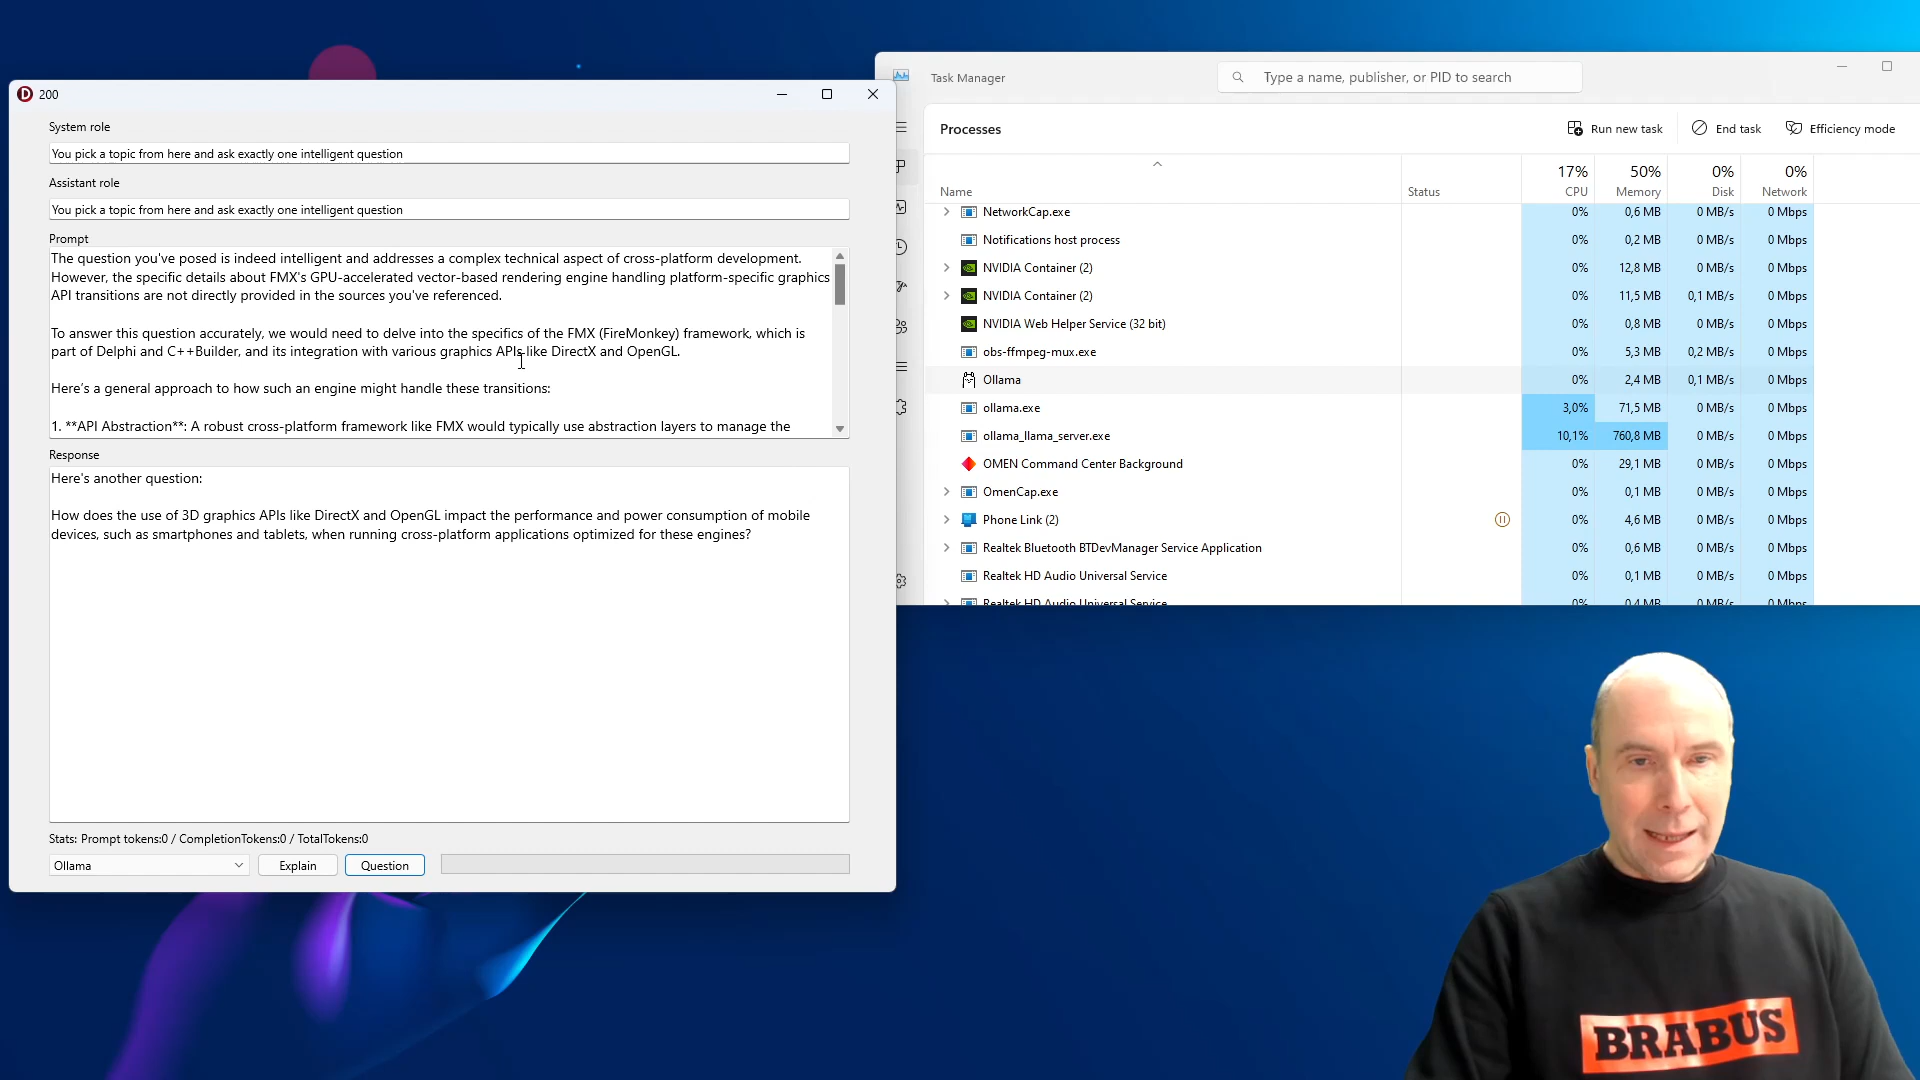 200
System role
You pick a topic from here and ask exactly one intelligent question
Assistant role
You pick a topic from here and ask exactly one intelligent question
Prompt
The question you've posed is indeed intelligent and addresses a complex technical aspect of cross-platform development.
However, the specific details about FMX's GPU-accelerated vector-based rendering engine handling platform-specific graphics
API transitions are not directly provided in the sources you've referenced.
To answer this question accurately, we would need to delve into the specifics of the FMX (FireMonkey) framework, which is
part of Delphi and C++Builder, and its integration with various graphics APIs like DirectX and OpenGL.
Here's a general approach to how such an engine might handle these transitions:
1. **API Abstraction**: A robust cross-platform framework like FMX would typically use abstraction layers to manage the
Response
Here's another question:
How does the use of 3D graphics APIs like DirectX and OpenGL impact the performance and power consumption of mobile
devices, such as smartphones and tablets, when running cross-platform applications optimized for these engines?
Stats: Prompt tokens:0 / CompletionTokens:0 / TotalTokens:0
Ollama Explain Question
Task Manager
Type a name, publisher, or PID to search
Processes
Run new task End task Efficiency mode
17% 50% 0% 0%
Name Status CPU Memory Disk Network
NetworkCap.exe 0% 0,6 MB 0 MB/s 0 Mbps
Notifications host process 0% 0,2 MB 0 MB/s 0 Mbps
NVIDIA Container (2) 0% 12,8 MB 0 MB/s 0 Mbps
NVIDIA Container (2) 0% 11,5 MB 0,1 MB/s 0 Mbps
NVIDIA Web Helper Service (32 bit) 0% 0,8 MB 0 MB/s 0 Mbps
obs-ffmpeg-mux.exe 0% 5,3 MB 0,2 MB/s 0 Mbps
Ollama 0% 2,4 MB 0,1 MB/s 0 Mbps
ollama.exe 3,0% 71,5 MB 0 MB/s 0 Mbps
ollama_llama_server.exe 10,1% 760,8 MB 0 MB/s 0 Mbps
OMEN Command Center Background 0% 29,1 MB 0 MB/s 0 Mbps
OmenCap.exe 0% 0,1 MB 0 MB/s 0 Mbps
Phone Link (2) 0% 4,6 MB 0 MB/s 0 Mbps
Realtek Bluetooth BTDevManager Service Application 0% 0,6 MB 0 MB/s 0 Mbps
Realtek HD Audio Universal Service 0% 0,1 MB 0 MB/s 0 Mbps
Realtek HD Audio Universal Service 0% 0,4 MB 0 MB/s 0 Mbps
BRABUS